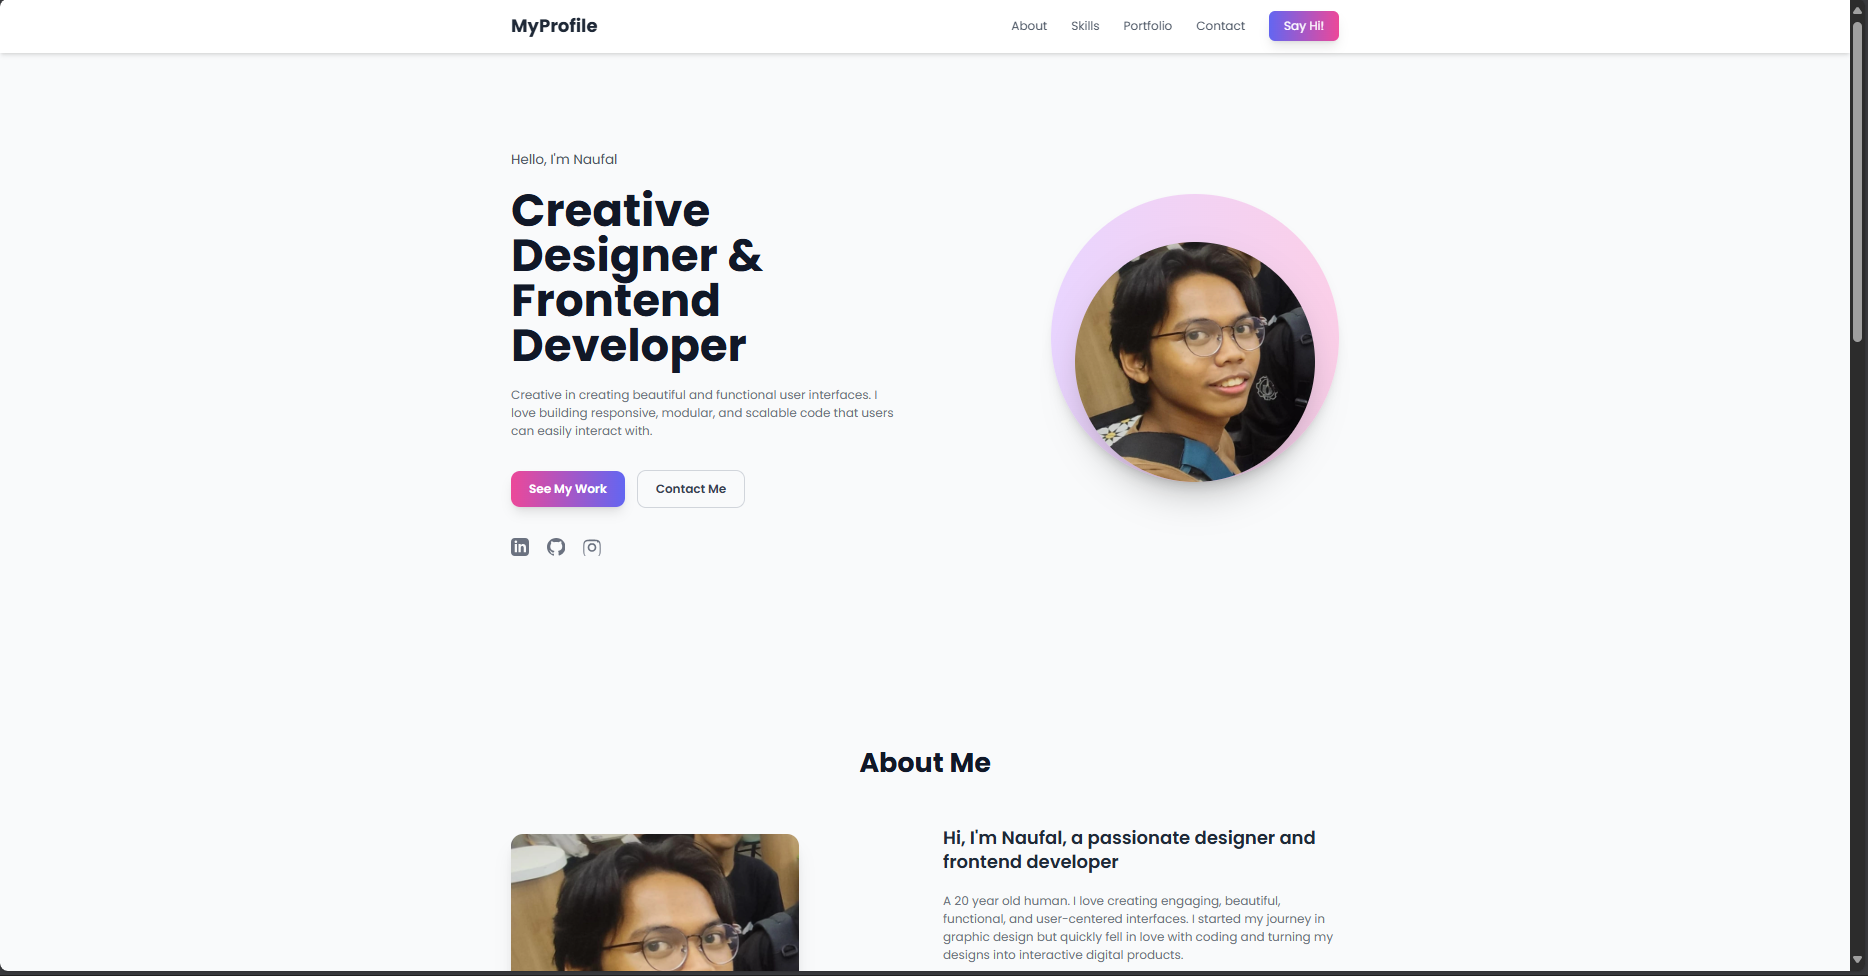 MyProfile
About
Skills
Portfolio
Contact
Say Hi!
Hello, I'm Naufal
Creative
Designer &
Frontend
Developer
Creative in creating beautiful and functional user interfaces. I
love building responsive, modular, and scalable code that users
can easily interact with.
See My Work
Contact Me
in
About Me
Hi, I'm Naufal, a passionate designer and
frontend developer
A 20 year old human. I love creating engaging, beautiful,
functional, and user-centered interfaces. I started my journey in
graphic design but quickly fell in love with coding and turning my
designs into interactive digital products.